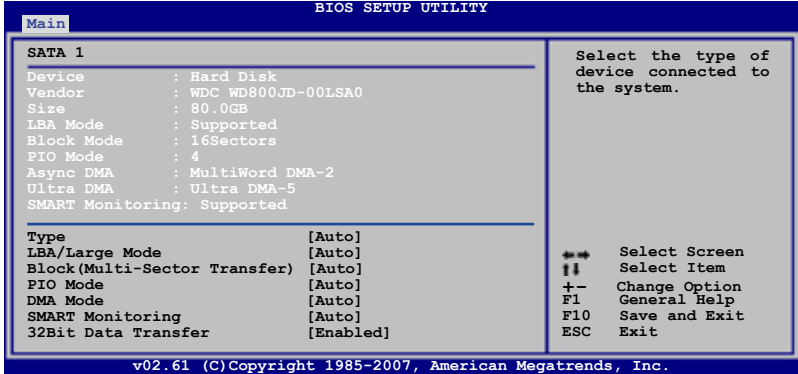 BIOS SETUP UTILITY
Main
SATA 1
Device : Hard Disk
Vendor : WDC WD800JD-00LSA0
Size : 80.0GB
LBA Mode : Supported
Block Mode : 16Sectors
PIO Mode : 4
Async DMA : MultiWord DMA-2
Ultra DMA : Ultra DMA-5
SMART Monitoring: Supported
Type [Auto]
LBA/Large Mode [Auto]
Block(Multi-Sector Transfer) [Auto]
PIO Mode [Auto]
DMA Mode [Auto]
SMART Monitoring [Auto]
32Bit Data Transfer [Enabled]
Select the type of
device connected to
the system.
←→ Select Screen
↑↓ Select Item
+- Change Option
F1 General Help
F10 Save and Exit
ESC Exit
v02.61 (C)Copyright 1985-2007, American Megatrends, Inc.